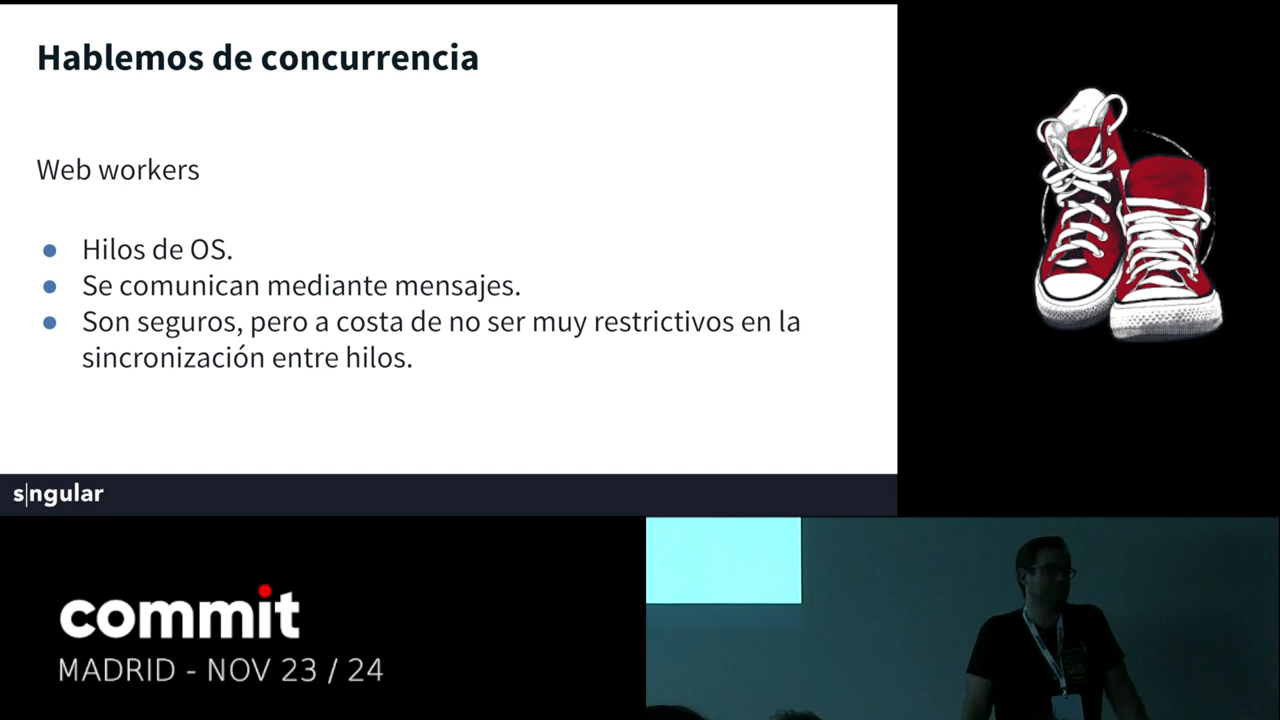 Hablemos de concurrencia
Web workers
Hilos de OS.
Se comunican mediante mensajes.
Son seguros, pero a costa de no ser muy restrictivos en la
sincronización entre hilos.
s|ngular
commit
MADRID - NOV 23 / 24